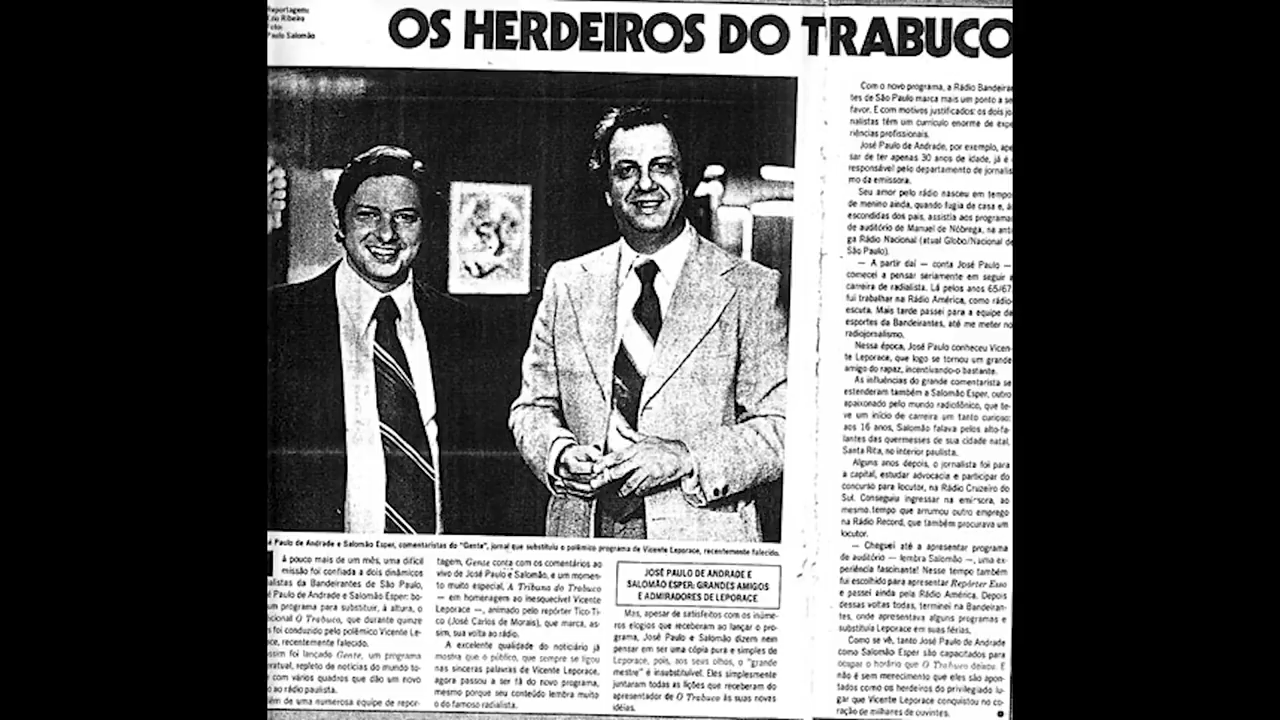 Reportagem:
Ribeira
Foto:
Paulo Salomão
OS HERDEIROS DO TRABUCO
é Paulo de Andrade e Salomão Esper, comentaristas do "Gente", jornal que substituiu o polêmico programa de Vicente Leporace, recentemente falecido.
á pouco mais de um mês, uma difícil
missão foi confiada a dois dinâmicos
alistas da Bandeirantes de São Paulo,
é Paulo de Andrade e Salomão Esper: bo-
um programa para substituir, à altura, o
cional O Trabuco, que durante quinze
s foi conduzido pelo polêmico Vicente Le-
ce, recentemente falecido.
ssim foi lançado Gente, um programa
ratual, repleto de notícias do mundo to-
e com vários quadros que dão um novo
ao rádio paulista.
ém de uma numerosa equipe de repor-
tagem, Gente conta com os comentários ao
vivo de José Paulo e Salomão, e um momen-
to muito especial, A Tribuna do Trabuco
— em homenagem ao inesquecível Vicente
Leporace —, animado pelo repórter Tico-Ti-
co (José Carlos de Morais), que marca, as-
sim, sua volta ao rádio.
A excelente qualidade do noticiário já
mostra que o público, que sempre se ligou
nas sinceras palavras de Vicente Leporace,
agora passou a ser fã do novo programa,
mesmo porque seu conteúdo lembra muito
o do famoso radialista.
JOSÉ PAULO DE ANDRADE E
SALOMÃO ESPER: GRANDES AMIGOS
E ADMIRADORES DE LEPORACE
Mas, apesar de satisfeitos com os inúme-
ros elogios que receberam ao lançar o pro-
grama, José Paulo e Salomão dizem nem
pensar em ser uma cópia pura e simples de
Leporace, pois, aos seus olhos, o "grande
mestre" é insubstituível. Eles simplesmente
juntaram todas as lições que receberam do
apresentador de O Trabuco às suas novas
idéias.
Com o novo programa, a Rádio Bandeiran
tes de São Paulo marca mais um ponto a se
favor. E com motivos justificados: os dois jo
nalistas têm um currículo enorme de expe
riências profissionais.
José Paulo de Andrade, por exemplo, ape
sar de ter apenas 30 anos de idade, já é
responsável pelo departamento de jornalis
mo da emissora.
Seu amor pelo rádio nasceu em tempo
de menino ainda, quando fugia de casa e, à
escondidas dos pais, assistia aos programa
de auditório de Manuel de Nóbrega, na anti
ga Rádio Nacional (atual Globo/Nacional de
São Paulo).
— A partir daí — conta José Paulo —
comecei a pensar seriamente em seguir a
carreira de radialista. Lá pelos anos 65/67
fui trabalhar na Rádio América, como rádio-
escuta. Mais tarde passei para a equipe de
esportes da Bandeirantes, até me meter no
radiojornalismo.
Nessa época, José Paulo conheceu Vicen-
te Leporace, que logo se tornou um grande
amigo do rapaz, incentivando-o bastante.
As influências do grande comentarista se
estenderam também a Salomão Esper, outro
apaixonado pelo mundo radiofônico, que te-
ve um início de carreira um tanto curioso:
aos 16 anos, Salomão falava pelos alto-fa-
lantes das quermesses de sua cidade natal,
Santa Rita, no interior paulista.
Alguns anos depois, o jornalista foi para
a capital, estudar advocacia e participar do
concurso para locutor, na Rádio Cruzeiro do
Sul. Conseguiu ingressar na emissora, ao
mesmo tempo que arrumou outro emprego
na Rádio Record, que também procurava um
locutor.
— Cheguei até a apresentar programa
de auditório — lembra Salomão —, uma ex-
periência fascinante! Nesse tempo também
fui escolhido para apresentar Repórter Esso
e passei ainda pela Rádio América. Depois
dessas voltas todas, terminei na Bandeiran-
tes, onde apresentava alguns programas e
substituía Leporace em suas férias.
Como se vê, tanto José Paulo de Andrade
como Salomão Esper são capacitados para
ocupar o horário que O Trabuco deixou. E
não é sem merecimento que eles são apon-
tados como os herdeiros do privilegiado lu-
gar que Vicente Leporace conquistou no co-
ração de milhares de ouvintes.